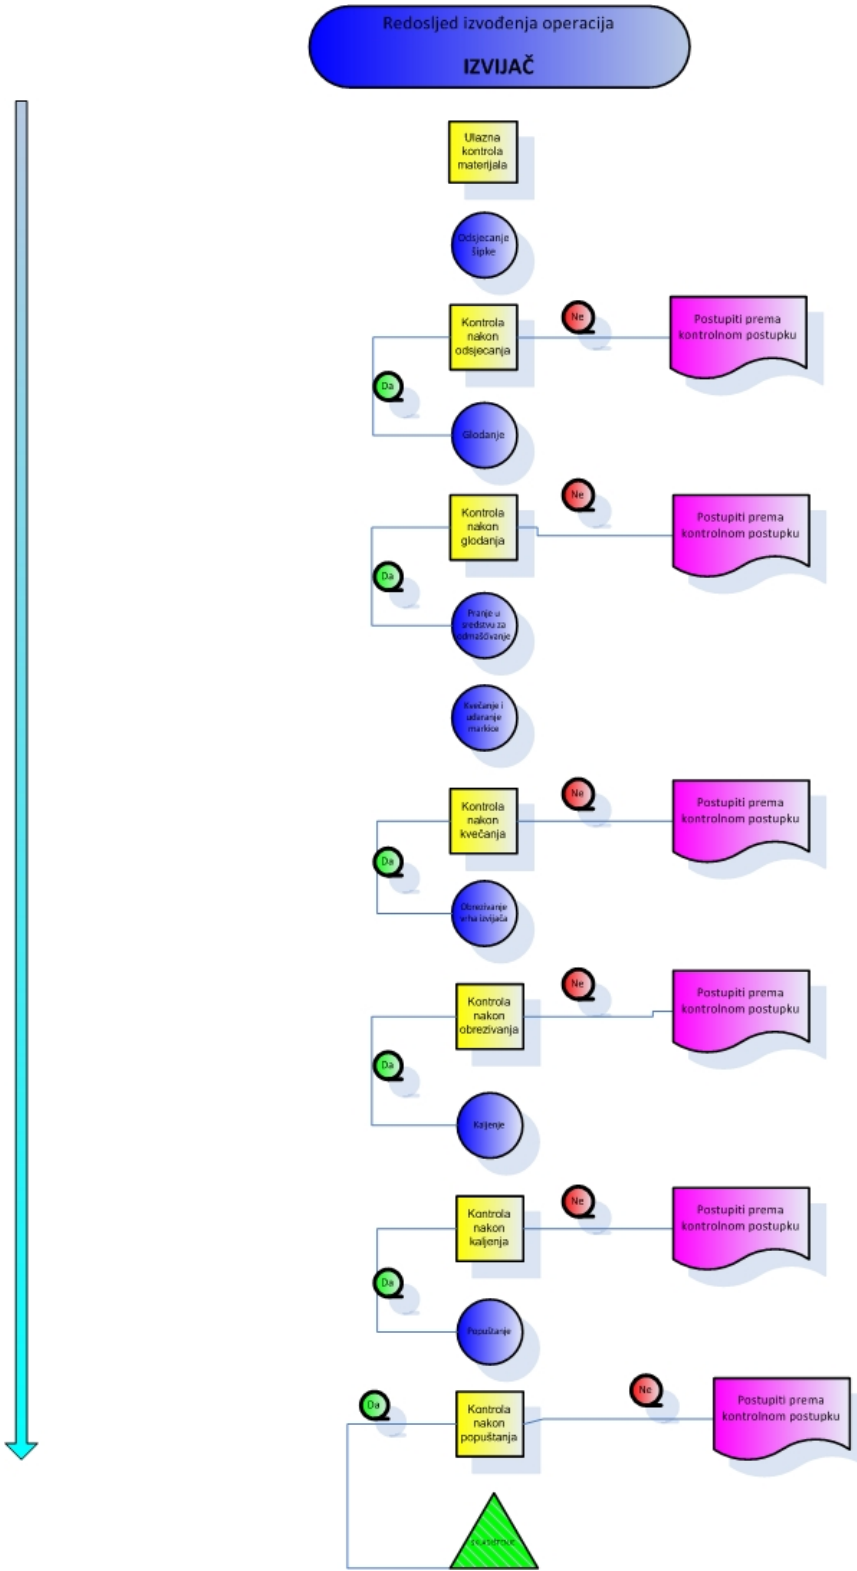 Redosljed izvođenja operacija
IZVIJAČ
Ulazna
kontrola
materijala
Odsjecanje
šipke
Kontrola
nakon
odsjecanja
Ne
Postupiti prema
kontrolnom postupku
Da
Glodanje
Kontrola
nakon
glodanja
Ne
Postupiti prema
kontrolnom postupku
Da
Pranje u
sredstvu za
odmašćivanje
Kvečanje i
udaranje
markice
Kontrola
nakon
kvečanja
Ne
Postupiti prema
kontrolnom postupku
Da
Obrezivanje
vrha izvijača
Kontrola
nakon
obrezivanja
Ne
Postupiti prema
kontrolnom postupku
Da
Kaljenje
Kontrola
nakon
kaljenja
Ne
Postupiti prema
kontrolnom postupku
Da
Popuštanje
Kontrola
nakon
popuštanja
Da
Ne
Postupiti prema
kontrolnom postupku